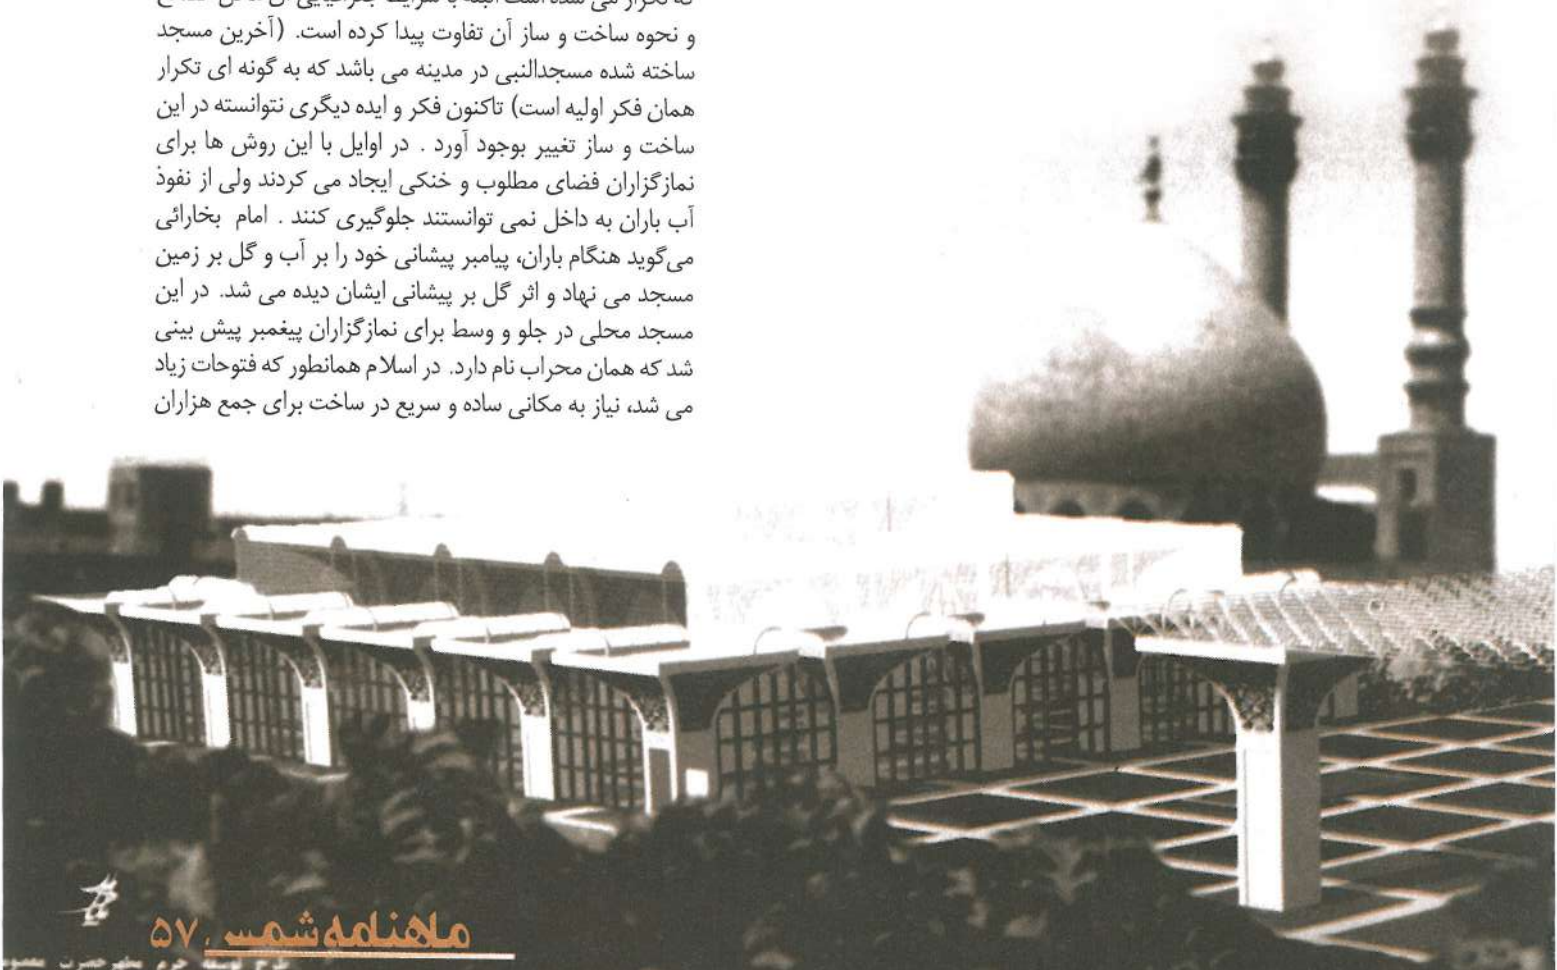 و نحوه ساخت و ساز آن تفاوت پیدا کرده است. (آخرین مسجد
ساخته شده مسجدالنبی در مدینه می باشد که به گونه ای تکرار
همان فکر اولیه است) تاکنون فکر و ایده دیگری نتوانسته در این
ساخت و ساز تغییر بوجود آورد . در اوایل با این روش ها برای
نمازگزاران فضای مطلوب و خنکی ایجاد می کردند ولی از نفوذ
آب باران به داخل نمی توانستند جلوگیری کنند . امام بخارائی
می‌گوید هنگام باران، پیامبر پیشانی خود را بر آب و گل بر زمین
مسجد می نهاد و اثر گل بر پیشانی ایشان دیده می شد. در این
مسجد محلی در جلو و وسط برای نمازگزاران پیغمبر پیش بینی
شد که همان محراب نام دارد. در اسلام همانطور که فتوحات زیاد
می شد، نیاز به مکانی ساده و سریع در ساخت برای جمع هزاران
ماهنامه شمس، ۵۷
طرح توسعه حرم مطهر حضرت